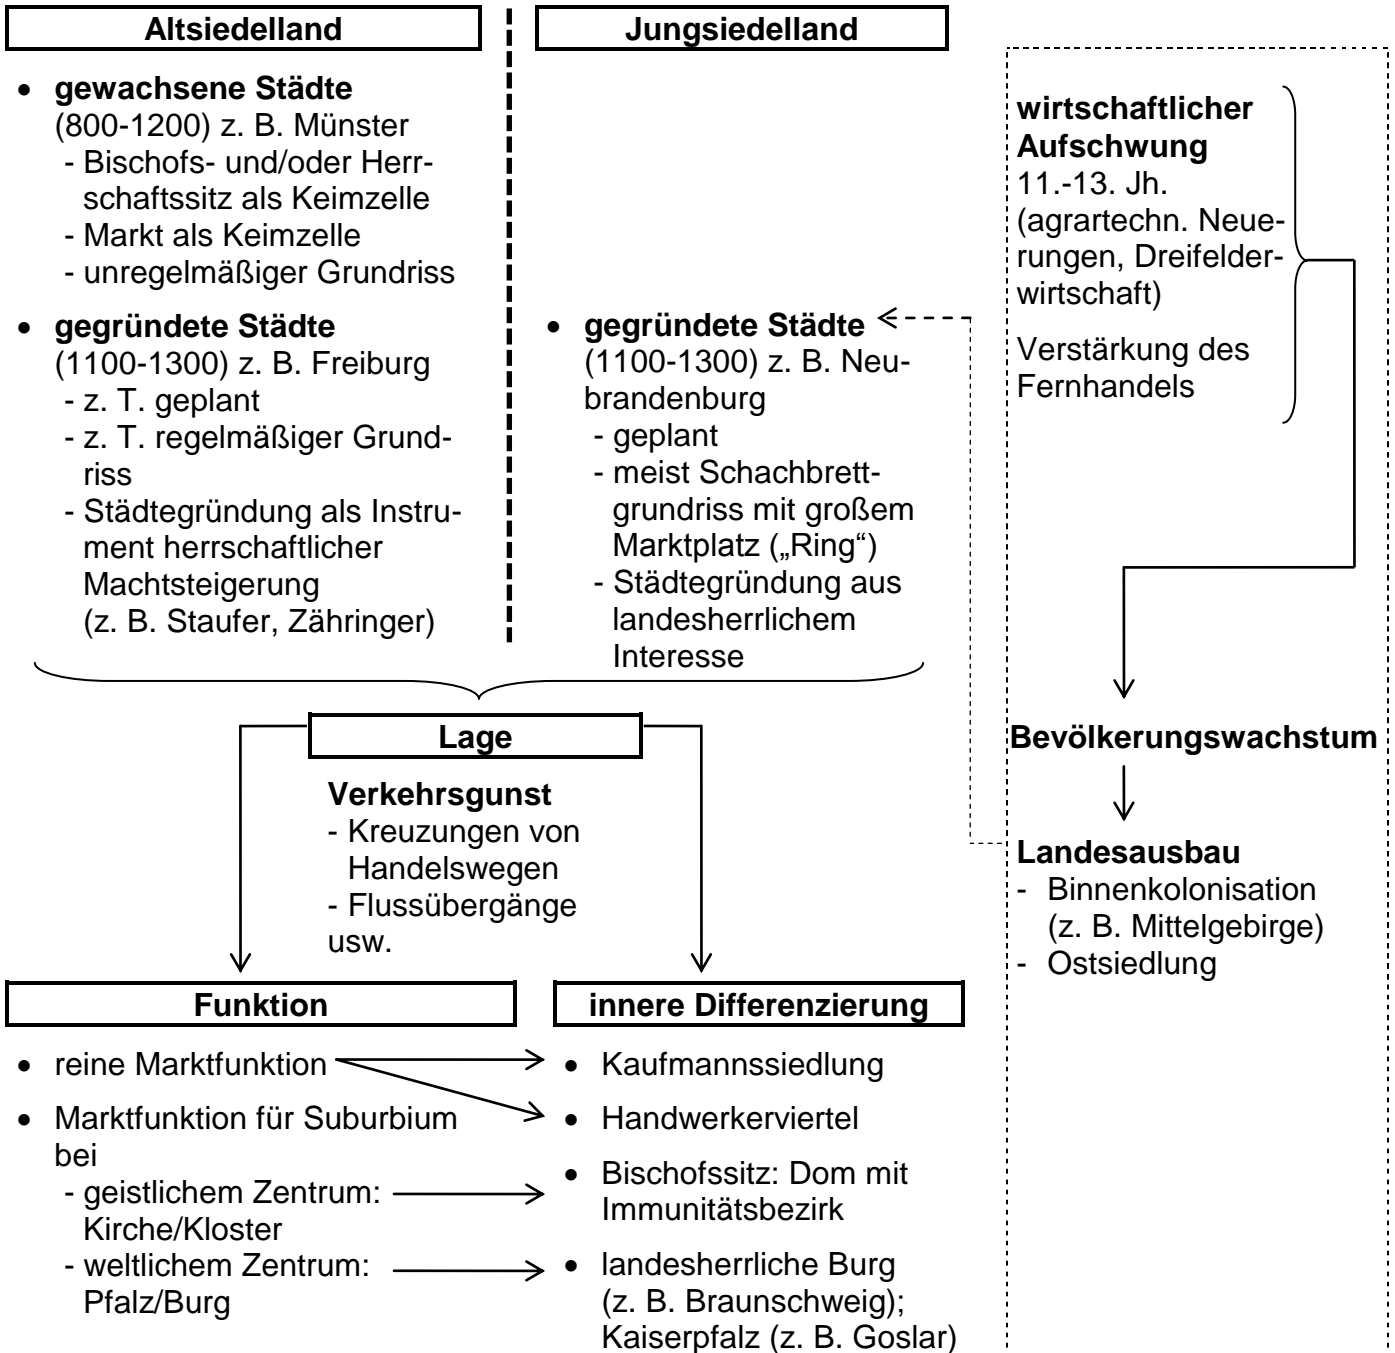 Altsiedelland
• gewachsene Städte
(800-1200) z. B. Münster
- Bischofs- und/oder Herr-
schaftssitz als Keimzelle
- Markt als Keimzelle
- unregelmäßiger Grundriss
• gegründete Städte
(1100-1300) z. B. Freiburg
- z. T. geplant
- z. T. regelmäßiger Grund-
riss
- Städtegründung als Instru-
ment herrschaftlicher
Machtsteigerung
(z. B. Staufer, Zähringer)
Jungsiedelland
• gegründete Städte
(1100-1300) z. B. Neu-
brandenburg
- geplant
- meist Schachbrett-
grundriss mit großem
Marktplatz („Ring“)
- Städtegründung aus
landesherrlichem
Interesse
wirtschaftlicher
Aufschwung
11.-13. Jh.
(agrartechn. Neue-
rungen, Dreifelder-
wirtschaft)
Verstärkung des
Fernhandels
Bevölkerungswachstum
Landesausbau
- Binnenkolonisation
(z. B. Mittelgebirge)
- Ostsiedlung
Lage
Verkehrsgunst
- Kreuzungen von
Handelswegen
- Flussübergänge
usw.
Funktion
• reine Marktfunktion
• Marktfunktion für Suburbium
bei
- geistlichem Zentrum:
Kirche/Kloster
- weltlichem Zentrum:
Pfalz/Burg
innere Differenzierung
• Kaufmannssiedlung
• Handwerkerviertel
• Bischofssitz: Dom mit
Immunitätsbezirk
• landesherrliche Burg
(z. B. Braunschweig);
Kaiserpfalz (z. B. Goslar)